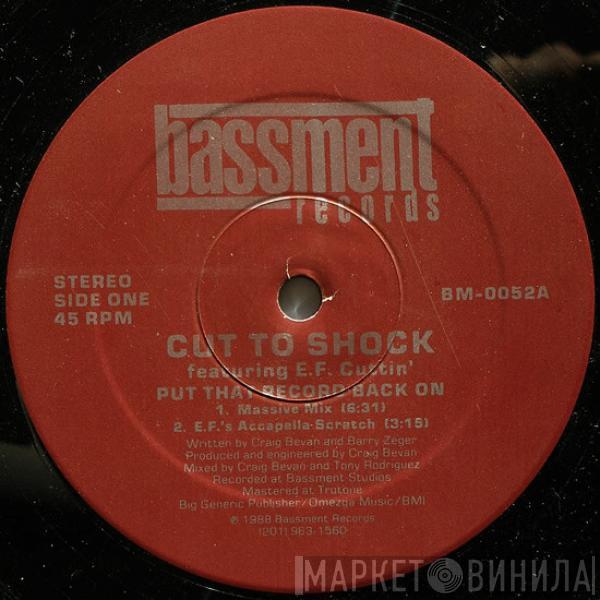 bassment
records
STEREO
SIDE ONE
45 RPM
BM-0052A
CUT TO SHOCK
featuring E.F. Cuttin'
PUT THAT RECORD BACK ON
1. Massive Mix (6:31)
2. E.F.'s Accapella-Scratch (3:15)
Written by Craig Bevan and Barry Zeger
Produced and engineered by Craig Bevan
Mixed by Craig Bevan and Tony Rodriguez
Recorded at Bassment Studios
Mastered at Trutone
Big Generic Publisher/Omezga Music/BMI
℗ 1988 Bassment Records
(201) 963-1560
МАРКЕТ ВИНИЛА